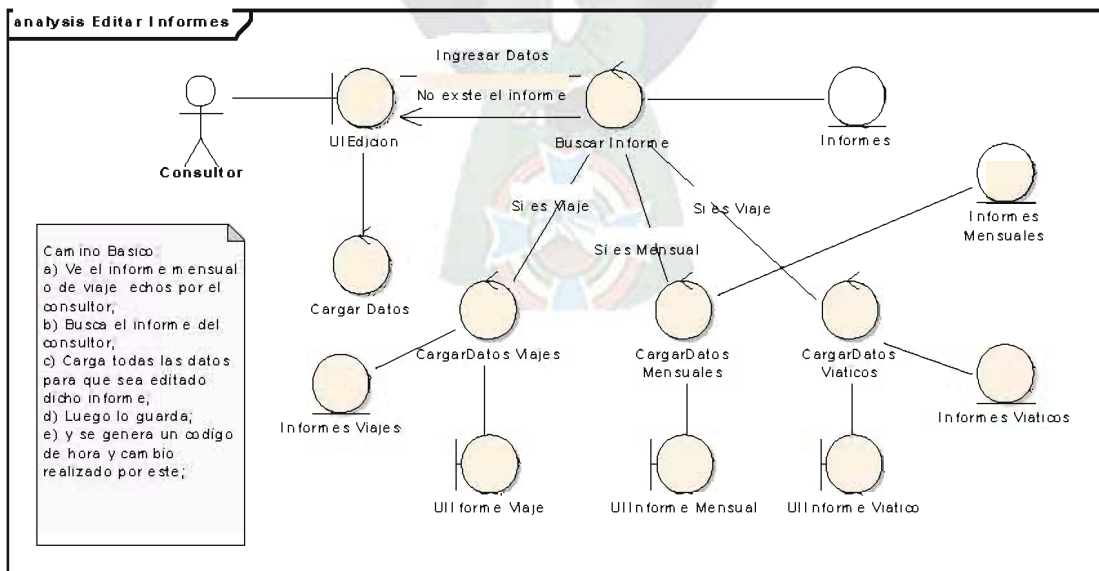 analysis Editar Informes
Ingresar Datos
No existe el informe
UIEdicion
Buscar Informe
Informes
Consultor
Si es Viaje
Si es Viaje
Informes
Mensuales
Si es Mensual
Camino Basico:
a) Ve el informe mensual
o de viaje echos por el
consultor;
b) Busca el informe del
consultor;
c) Carga todas las datos
para que sea editado
dicho informe;
d) Luego lo guarda;
e) y se genera un codigo
de hora y cambio
realizado por este;
Cargar Datos
CargarDatos Viajes
CargarDatos
Mensuales
CargarDatos
Viaticos
Informes Viajes
Informes Viaticos
UIIforme Viaje
UIInforme Mensual
UIInforme Viatico